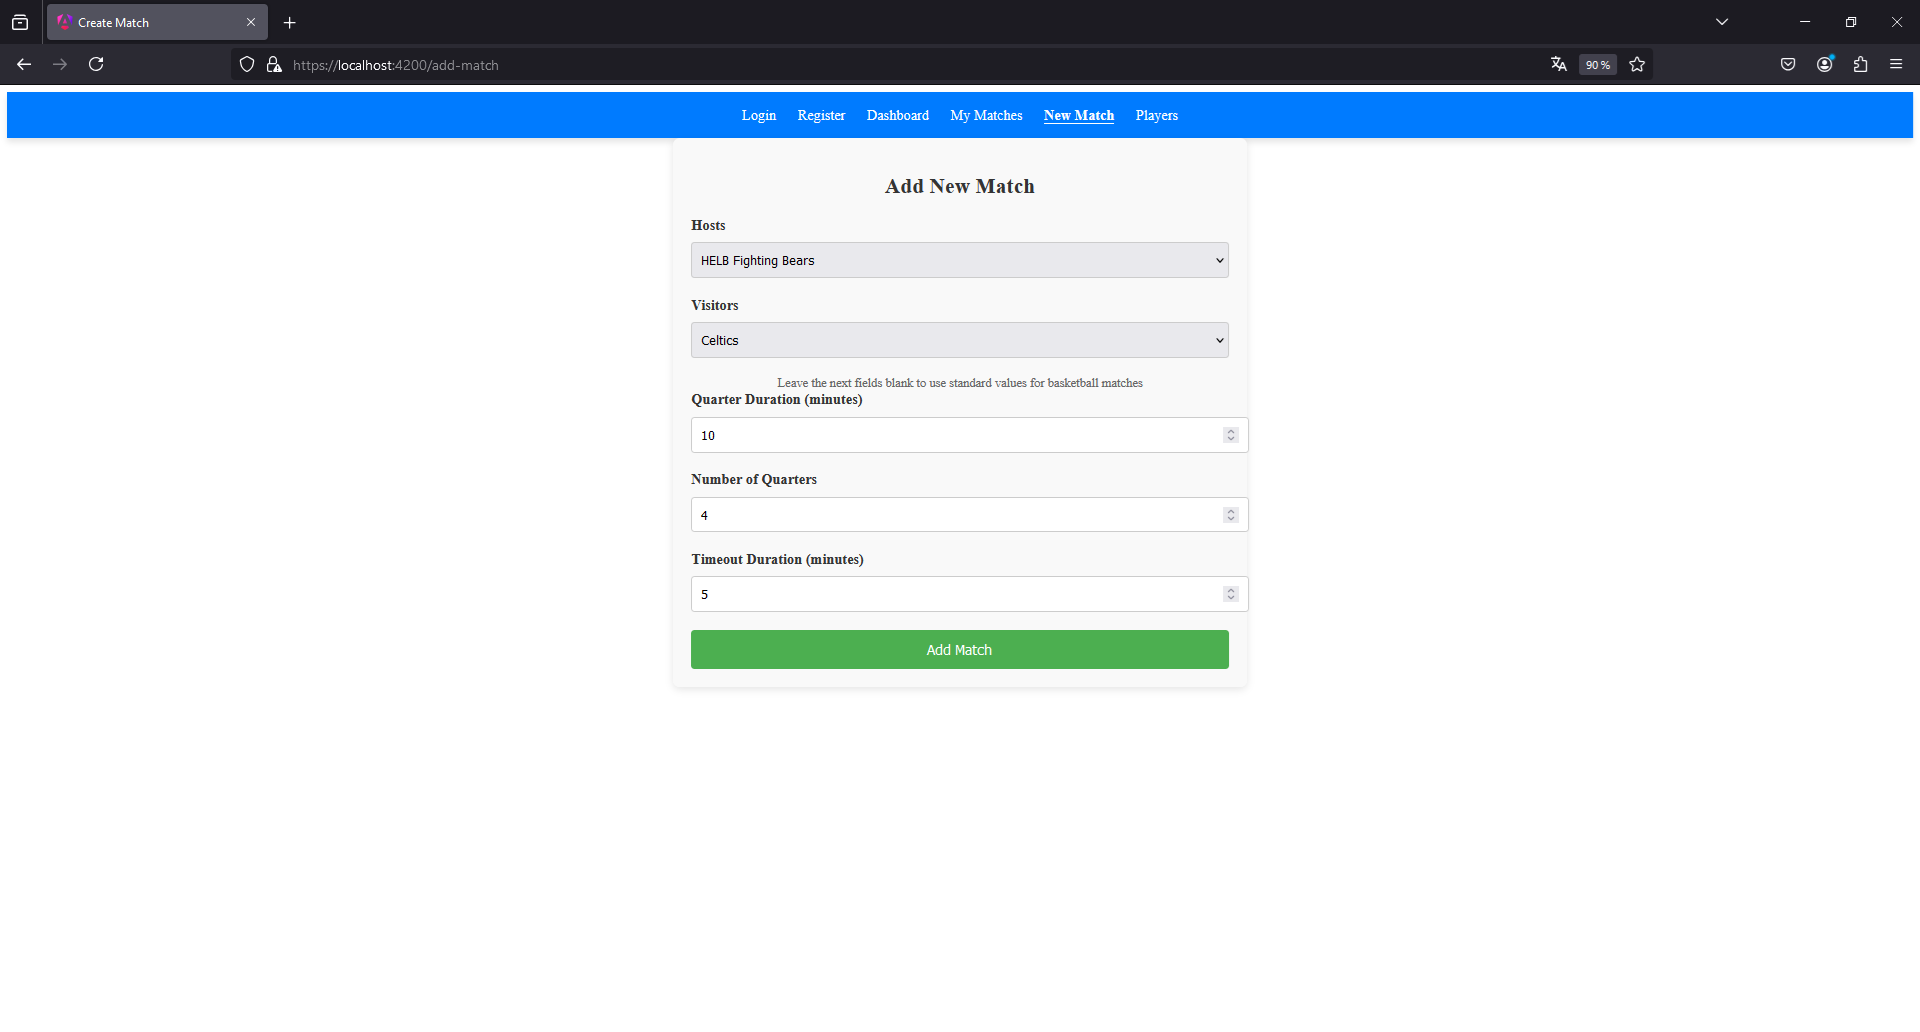 Create Match
https://localhost:4200/add-match
90 %
Login Register Dashboard My Matches New Match Players
Add New Match
Hosts
HELB Fighting Bears
Visitors
Celtics
Leave the next fields blank to use standard values for basketball matches
Quarter Duration (minutes)
10
Number of Quarters
4
Timeout Duration (minutes)
5
Add Match